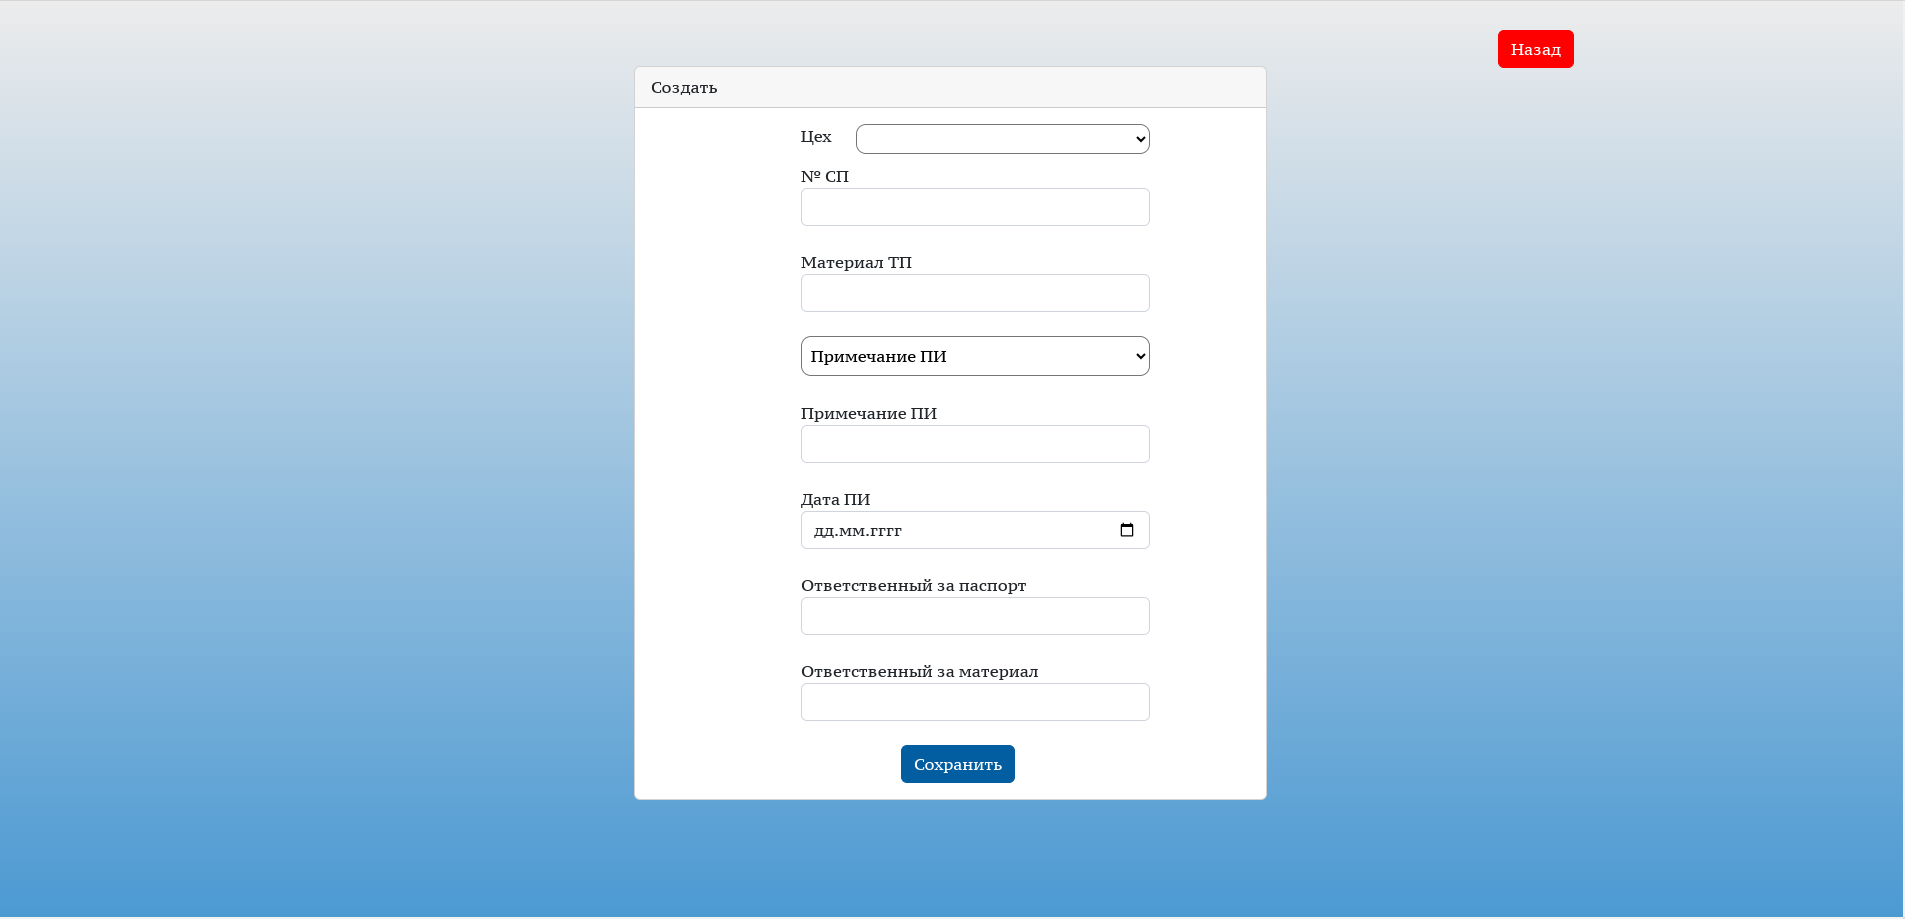 Назад
Создать
Цех
№ СП
Материал ТП
Примечание ПИ
Примечание ПИ
Дата ПИ
дд.мм.гггг
Ответственный за паспорт
Ответственный за материал
Сохранить